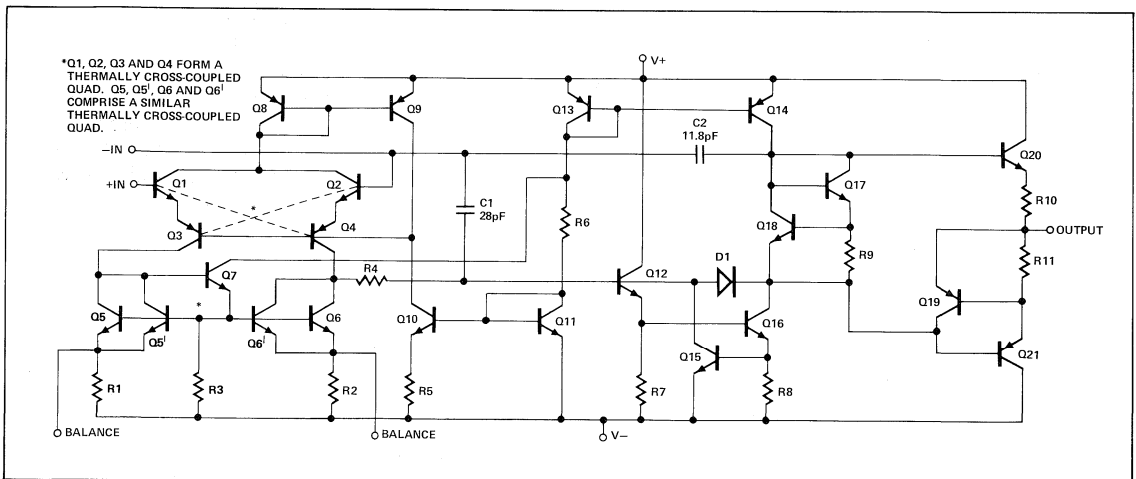 *Q1, Q2, Q3 AND Q4 FORM A
THERMALLY CROSS-COUPLED
QUAD. Q5, Q5', Q6 AND Q6'
COMPRISE A SIMILAR
THERMALLY CROSS-COUPLED
QUAD.
V+
Q8
Q9
Q13
Q14
C2
11.8pF
-IN
Q20
+IN
Q1
Q2
Q17
*
C1
28pF
R10
Q3
Q4
R6
Q18
OUTPUT
R9
R11
Q7
R4
Q12
D1
Q19
*
Q5
Q5'
Q6'
Q6
Q10
Q11
Q16
Q15
Q21
R1
R3
R2
R5
R7
R8
BALANCE
BALANCE
V-